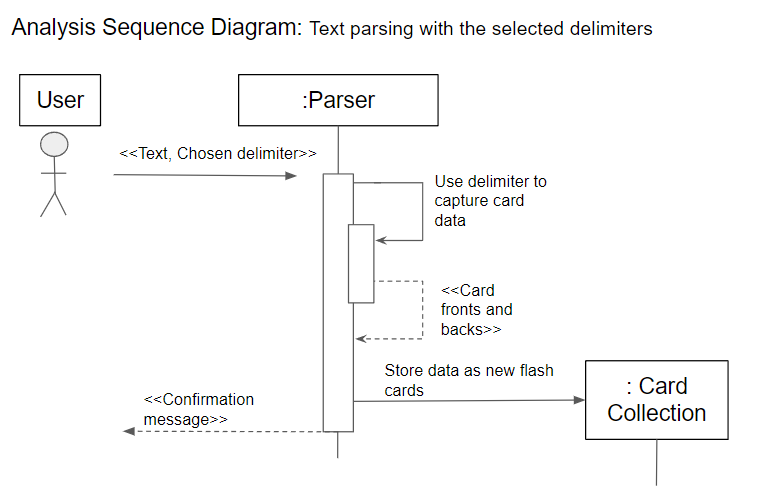 Analysis Sequence Diagram: Text parsing with the selected delimiters
User
:Parser
<<Text, Chosen delimiter>>
Use delimiter to
capture card
data
<<Card
fronts and
backs>>
Store data as new flash
cards
: Card
Collection
<<Confirmation
message>>